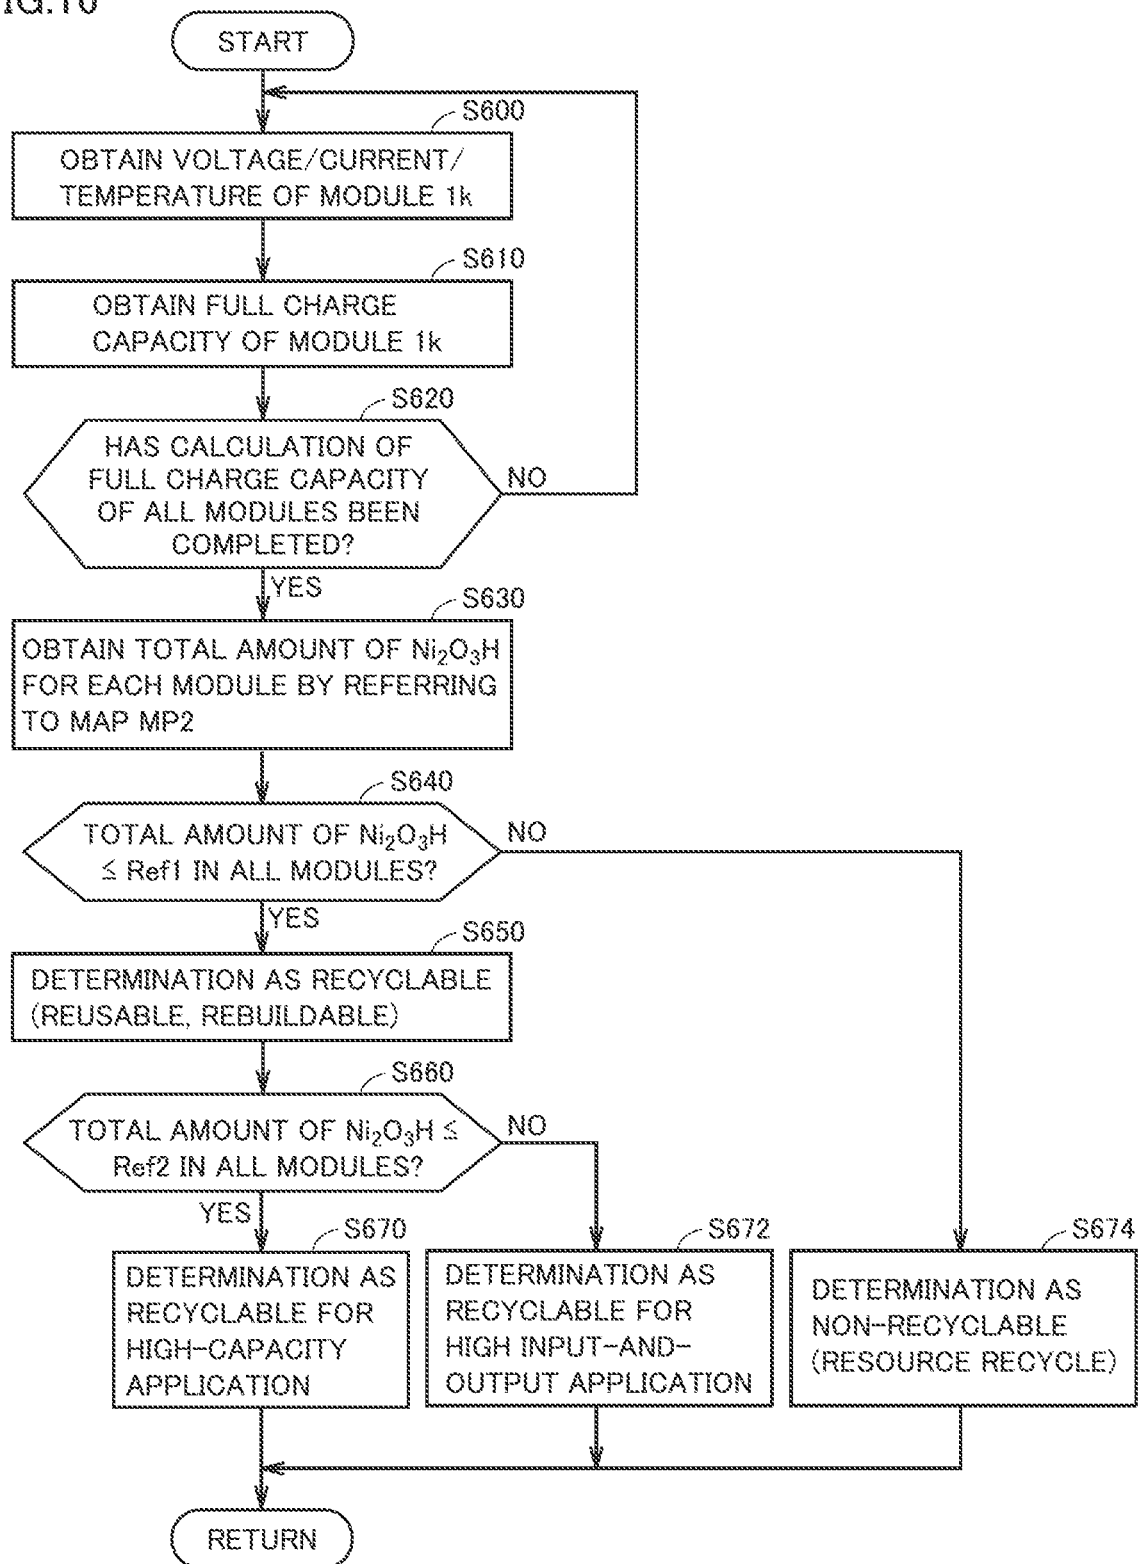 START
S600
OBTAIN VOLTAGE/CURRENT/
TEMPERATURE OF MODULE 1k
S610
OBTAIN FULL CHARGE
CAPACITY OF MODULE 1k
S620
HAS CALCULATION OF
FULL CHARGE CAPACITY
OF ALL MODULES BEEN
COMPLETED?
NO
YES
S630
OBTAIN TOTAL AMOUNT OF Ni₂O₃H
FOR EACH MODULE BY REFERRING
TO MAP MP2
S640
TOTAL AMOUNT OF Ni₂O₃H
≤ Ref1 IN ALL MODULES?
NO
YES
S650
DETERMINATION AS RECYCLABLE
(REUSABLE, REBUILDABLE)
S660
TOTAL AMOUNT OF Ni₂O₃H ≤
Ref2 IN ALL MODULES?
NO
YES
S670
DETERMINATION AS
RECYCLABLE FOR
HIGH-CAPACITY
APPLICATION
S672
DETERMINATION AS
RECYCLABLE FOR
HIGH INPUT-AND-
OUTPUT APPLICATION
S674
DETERMINATION AS
NON-RECYCLABLE
(RESOURCE RECYCLE)
RETURN